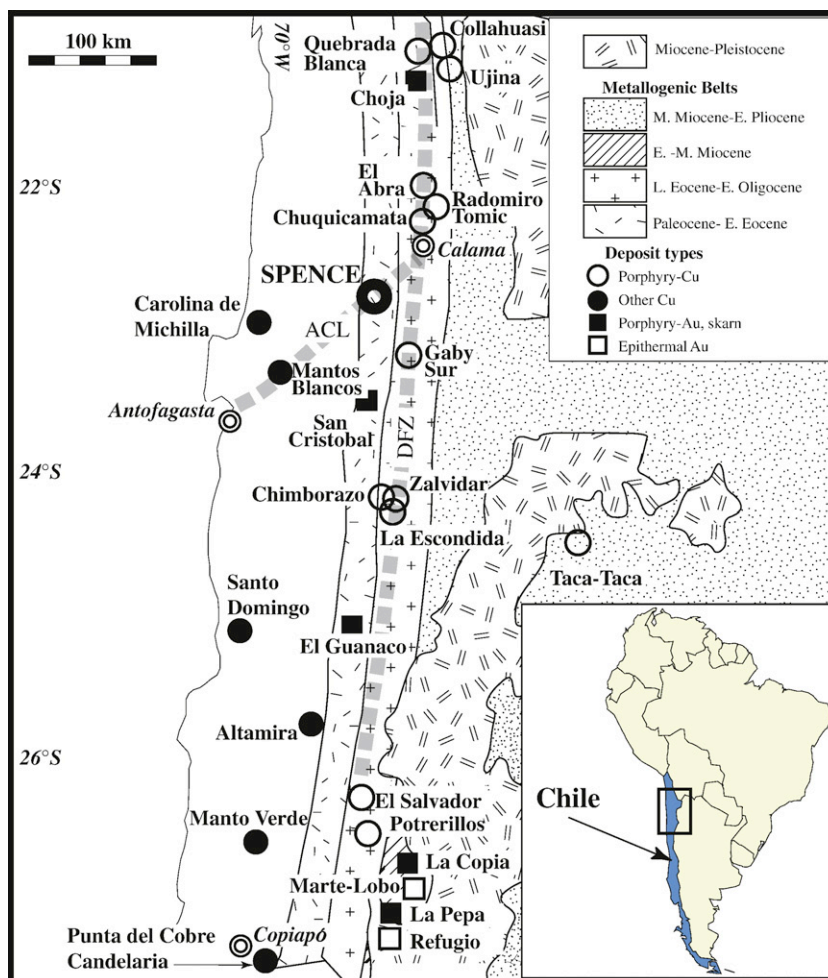 100 km
70°W
Quebrada
Blanca
Collahuasi
Ujina
Choja
22°S
El
Abra
Radomiro
Tomic
Chuquicamata
Calama
SPENCE
Carolina de
Michilla
ACL
Mantos
Blancos
Gaby
Sur
Antofagasta
San
Cristobal
DFZ
24°S
Chimborazo
Zalvidar
La Escondida
Taca-Taca
Santo
Domingo
El Guanaco
Altamira
26°S
El Salvador
Manto Verde
Potrerillos
La Copia
Marte-Lobo
La Pepa
Punta del Cobre
Copiapó
Refugio
Candelaria
Miocene-Pleistocene
Metallogenic Belts
M. Miocene-E. Pliocene
E. -M. Miocene
L. Eocene-E. Oligocene
Paleocene- E. Eocene
Deposit types
Porphyry-Cu
Other Cu
Porphyry-Au, skarn
Epithermal Au
Chile